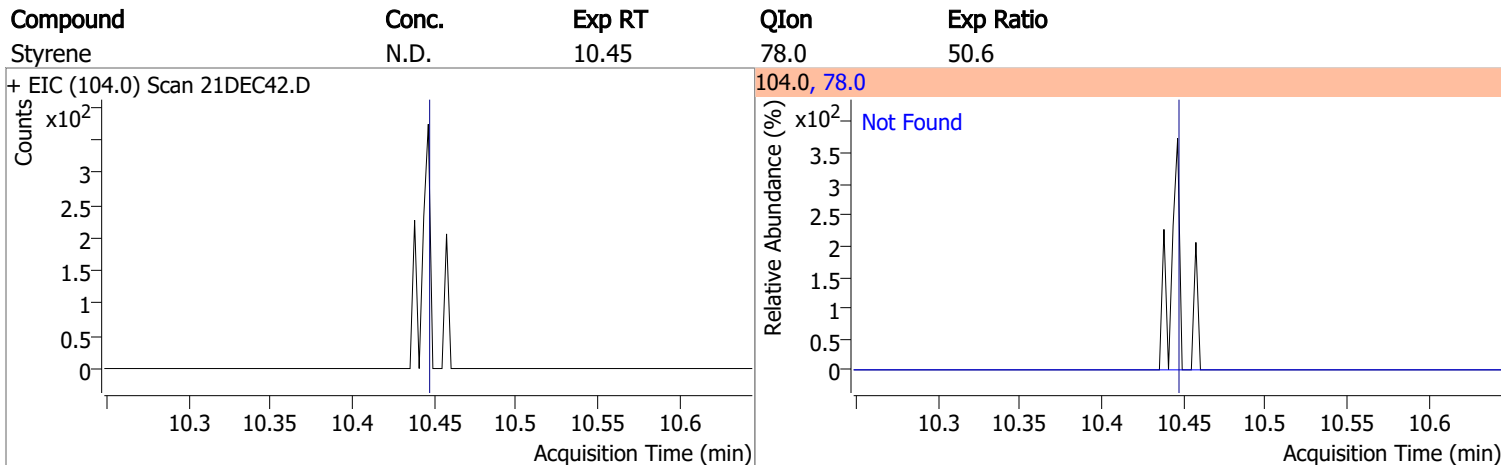 Compound Conc. Exp RT QIon Exp Ratio
Styrene N.D. 10.45 78.0 50.6
+ EIC (104.0) Scan 21DEC42.D
Counts
x10²
3
2.5
2
1.5
1
0.5
0
10.3 10.35 10.4 10.45 10.5 10.55 10.6
Acquisition Time (min)
104.0, 78.0
Relative Abundance (%)
x10²
Not Found
3.5
3
2.5
2
1.5
1
0.5
0
10.3 10.35 10.4 10.45 10.5 10.55 10.6
Acquisition Time (min)